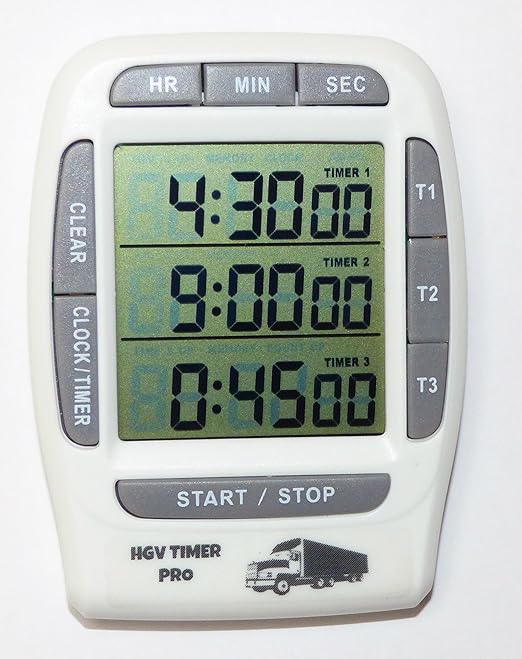 HR MIN SEC
TIMER 1
4:30 00
TIMER 2
9:00 00
TIMER 3
0:45 00
CLEAR
CLOCK/TIMER
T1
T2
T3
START / STOP
HGV TIMER
PRO